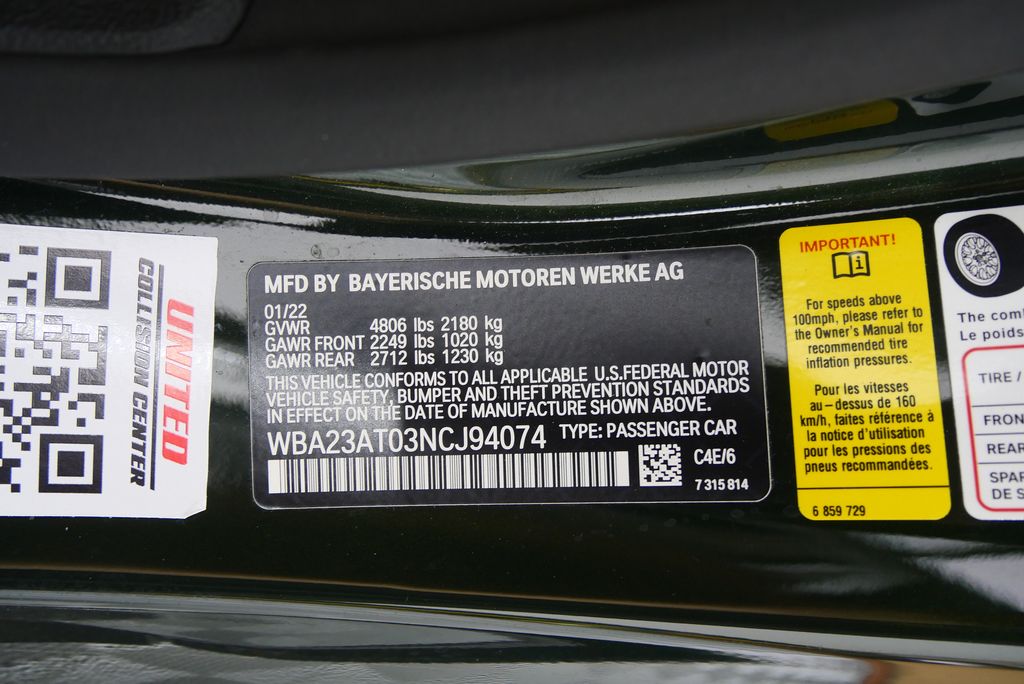 UNITED
COLLISION CENTER
MFD BY BAYERISCHE MOTOREN WERKE AG
01/22
GVWR 4806 lbs 2180 kg
GAWR FRONT 2249 lbs 1020 kg
GAWR REAR 2712 lbs 1230 kg
THIS VEHICLE CONFORMS TO ALL APPLICABLE U.S.FEDERAL MOTOR
VEHICLE SAFETY, BUMPER AND THEFT PREVENTION STANDARDS
IN EFFECT ON THE DATE OF MANUFACTURE SHOWN ABOVE.
WBA23AT03NCJ94074 TYPE: PASSENGER CAR
C4E/6
7 315 814
IMPORTANT!
For speeds above
100mph, please refer to
the Owner's Manual for
recommended tire
inflation pressures.
Pour les vitesses
au – dessus de 160
km/h, faites référence à
la notice d'utilisation
pour les pressions des
pneus recommandées.
6 859 729
The
Le poids
TIRE /
REAR